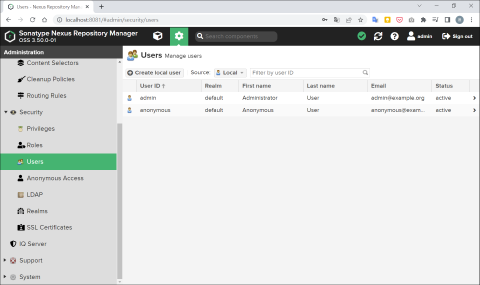 Users - Nexus Repository Manager
localhost:8081/#admin/security/users
Sonatype Nexus Repository Manager
OSS 3.50.0-01
Search components
admin
Sign out
Administration
Content Selectors
Cleanup Policies
Routing Rules
Security
Privileges
Roles
Users
Anonymous Access
LDAP
Realms
SSL Certificates
IQ Server
Support
System
Users Manage users
Create local user Source: Local Filter by user ID
User ID Realm First name Last name Email Status
admin default Administrator User admin@example.org active
anonymous default Anonymous User anonymous@exam... active